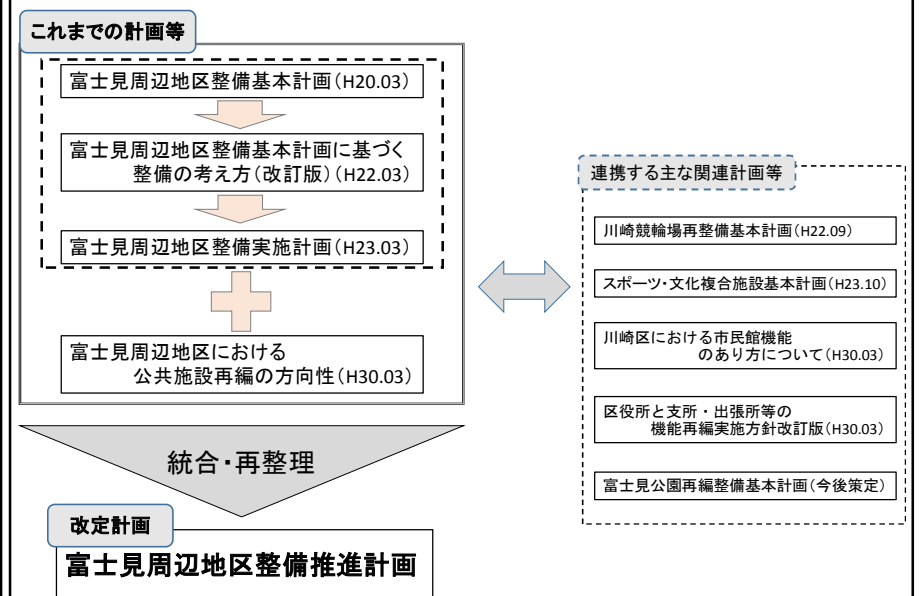 これまでの計画等
富士見周辺地区整備基本計画(H20.03)
富士見周辺地区整備基本計画に基づく
整備の考え方(改訂版)(H22.03)
富士見周辺地区整備実施計画(H23.03)
富士見周辺地区における
公共施設再編の方向性(H30.03)
統合・再整理
改定計画
富士見周辺地区整備推進計画
連携する主な関連計画等
川崎競輪場再整備基本計画(H22.09)
スポーツ・文化複合施設基本計画(H23.10)
川崎区における市民館機能
のあり方について(H30.03)
区役所と支所・出張所等の
機能再編実施方針改訂版(H30.03)
富士見公園再編整備基本計画(今後策定)